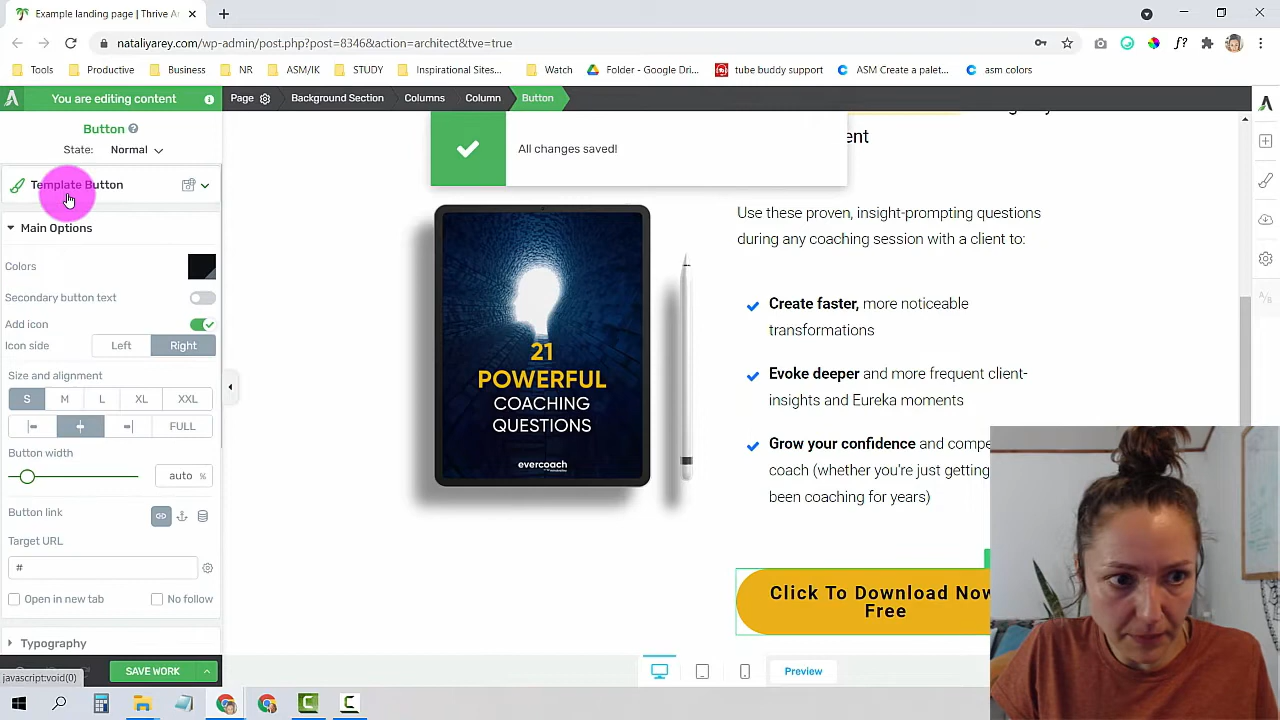 Example landing page | Thrive Ar
nataliyarey.com/wp-admin/post.php?post=8346&action=architect&tve=true
Tools
Productive
Business
NR
ASM/IK
STUDY
Inspirational Sites...
Watch
Folder - Google Dri...
tube buddy support
ASM Create a palet...
asm colors
You are editing content
Page
Background Section
Columns
Column
Button
Button
State: Normal
Template Button
Main Options
Colors
Secondary button text
Add icon
Icon side
Left
Right
Size and alignment
S
M
L
XL
XXL
FULL
Button width
auto %
Button link
Target URL
#
Open in new tab
No follow
Typography
SAVE WORK
javascript:void(0)
All changes saved!
Use these proven, insight-prompting questions
during any coaching session with a client to:
Create faster, more noticeable
transformations
Evoke deeper and more frequent client-
insights and Eureka moments
Grow your confidence and compe
coach (whether you're just getting
been coaching for years)
21
POWERFUL
COACHING
QUESTIONS
evercoach
Click To Download Now
Free
Preview